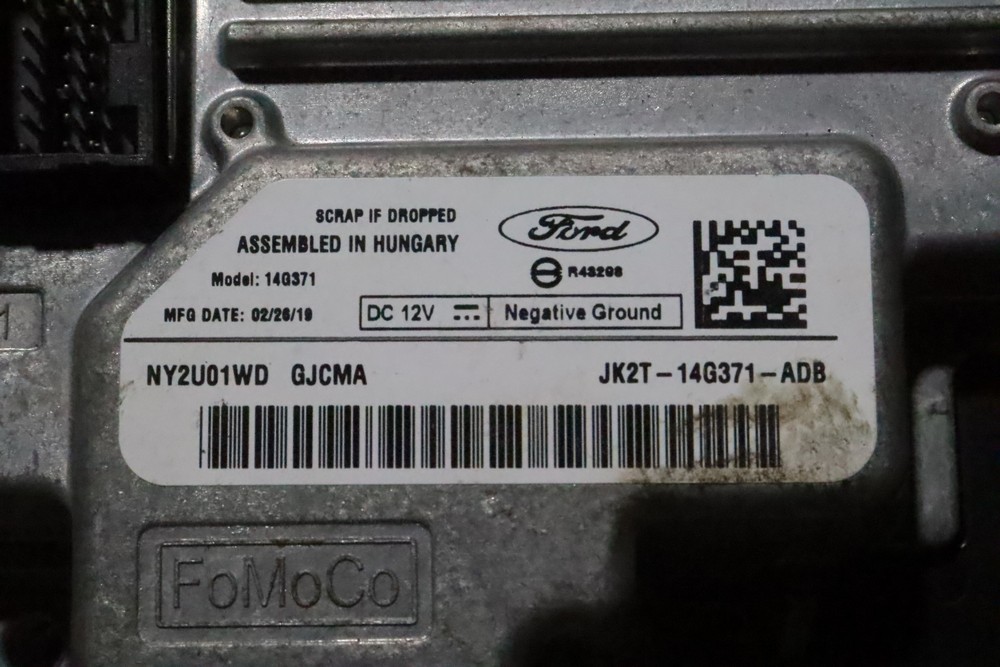 SCRAP IF DROPPED
ASSEMBLED IN HUNGARY
Model: 14G371
MFG DATE: 02/26/19
Ford
R43298
DC 12V
Negative Ground
NY2U01WD GJCMA
JK2T-14G371-ADB
FoMoCo